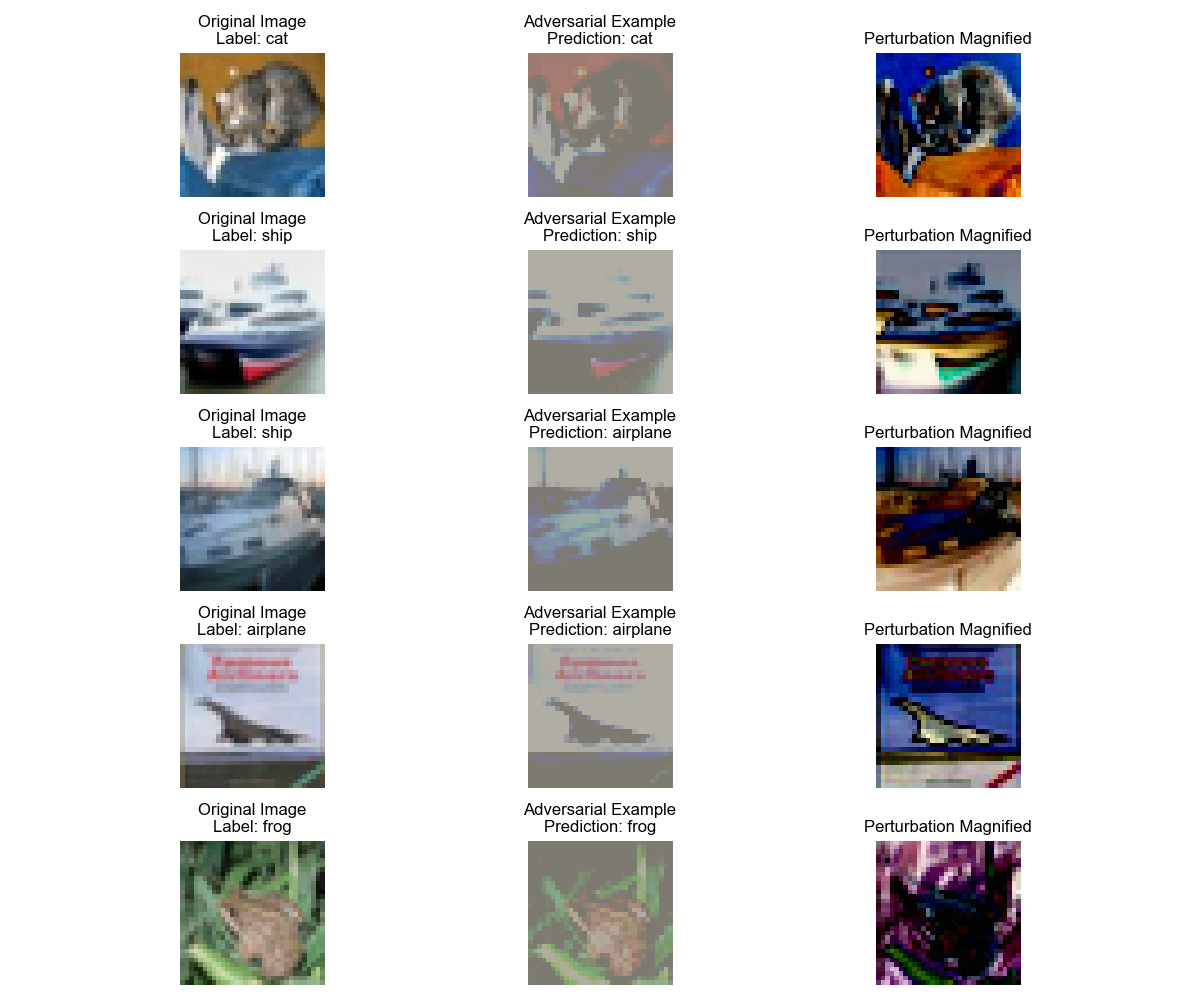 Original Image
Label: cat
Adversarial Example
Prediction: cat
Perturbation Magnified
Original Image
Label: ship
Adversarial Example
Prediction: ship
Perturbation Magnified
Original Image
Label: ship
Adversarial Example
Prediction: airplane
Perturbation Magnified
Original Image
Label: airplane
Adversarial Example
Prediction: airplane
Perturbation Magnified
Original Image
Label: frog
Adversarial Example
Prediction: frog
Perturbation Magnified